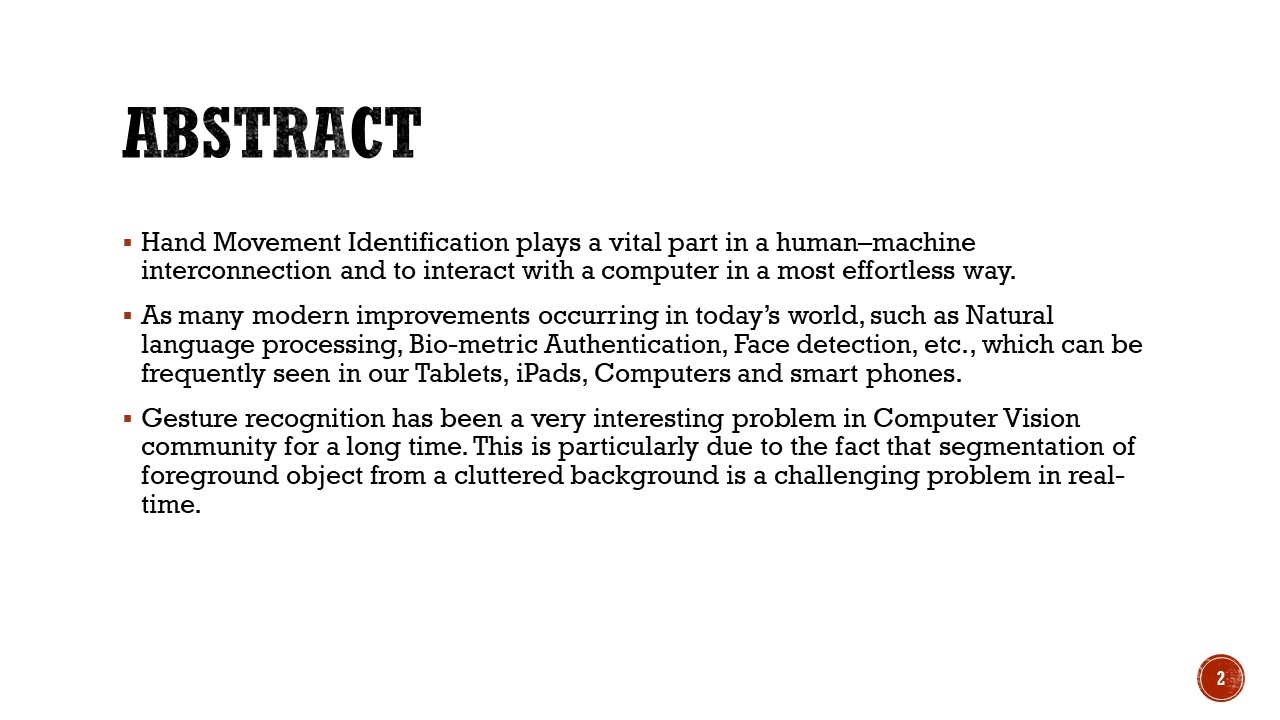 ABSTRACT
▪ Hand Movement Identification plays a vital part in a human–machine
interconnection and to interact with a computer in a most effortless way.
▪ As many modern improvements occurring in today’s world, such as Natural
language processing, Bio-metric Authentication, Face detection, etc., which can be
frequently seen in our Tablets, iPads, Computers and smart phones.
▪ Gesture recognition has been a very interesting problem in Computer Vision
community for a long time. This is particularly due to the fact that segmentation of
foreground object from a cluttered background is a challenging problem in real-
time.
2